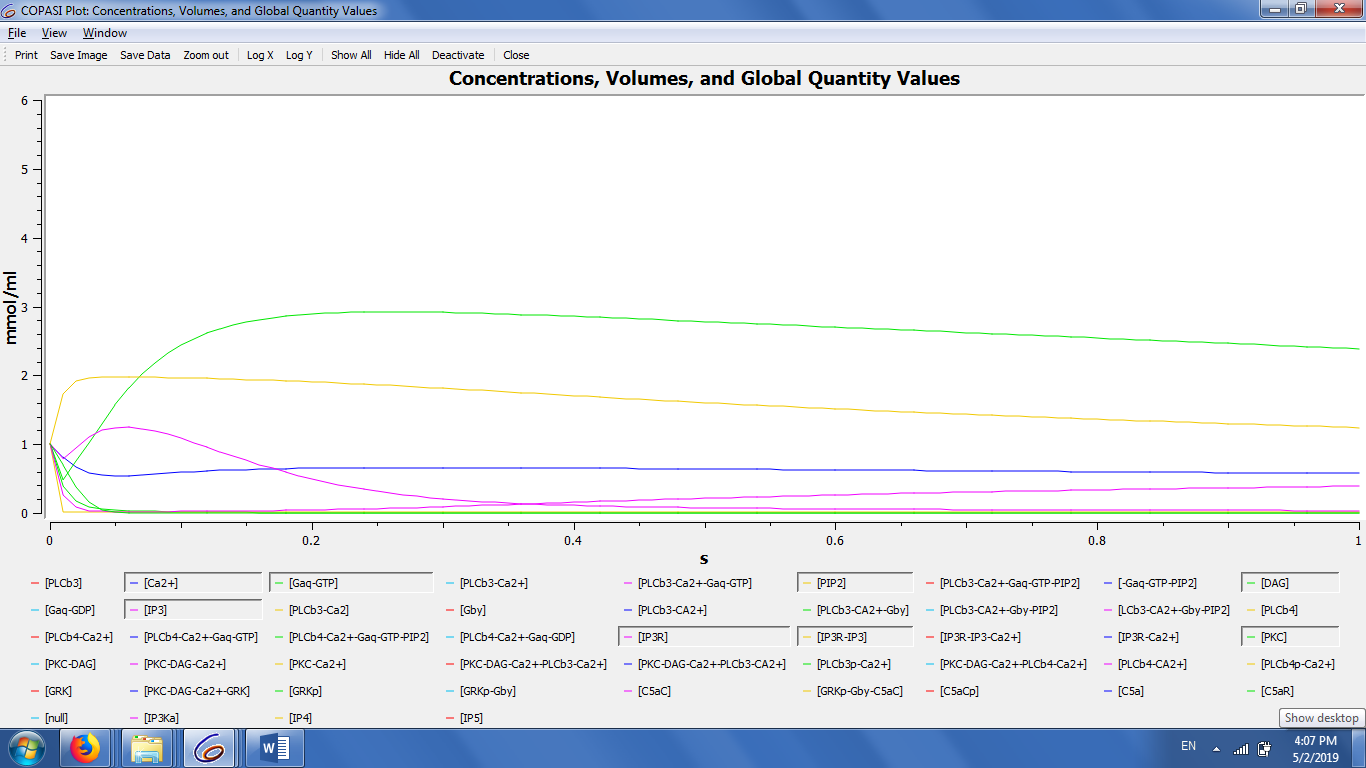 COPASI Plot: Concentrations, Volumes, and Global Quantity Values
File View Window
Print Save Image Save Data Zoom out Log X Log Y Show All Hide All Deactivate Close
Concentrations, Volumes, and Global Quantity Values
6
5
4
3
2
1
0
mmol/ml
0 0.2 0.4 0.6 0.8 1
s
[PLCb3] [Ca2+] [Gaq-GTP] [PLCb3-Ca2+] [PLCb3-Ca2+-Gaq-GTP] [PIP2] [PLCb3-Ca2+-Gaq-GTP-PIP2] [-Gaq-GTP-PIP2] [DAG]
[Gaq-GDP] [IP3] [PLCb3-Ca2] [Gby] [PLCb3-CA2+] [PLCb3-CA2+-Gby] [PLCb3-CA2+-Gby-PIP2] [LCb3-CA2+-Gby-PIP2] [PLCb4]
[PLCb4-Ca2+] [PLCb4-Ca2+-Gaq-GTP] [PLCb4-Ca2+-Gaq-GTP-PIP2] [PLCb4-Ca2+-Gaq-GDP] [IP3R] [IP3R-IP3] [IP3R-IP3-Ca2+] [IP3R-Ca2+] [PKC]
[PKC-DAG] [PKC-DAG-Ca2+] [PKC-Ca2+] [PKC-DAG-Ca2+-PLCb3-Ca2+] [PKC-DAG-Ca2+-PLCb3-CA2+] [PLCb3p-Ca2+] [PKC-DAG-Ca2+-PLCb4-Ca2+] [PLCb4-CA2+] [PLCb4p-Ca2+]
[GRK] [PKC-DAG-Ca2+-GRK] [GRKp] [GRKp-Gby] [C5aC] [GRKp-Gby-C5aC] [C5aCp] [C5a] [C5aR]
[null] [IP3Ka] [IP4] [IP5]
Show desktop
EN
4:07 PM
5/2/2019